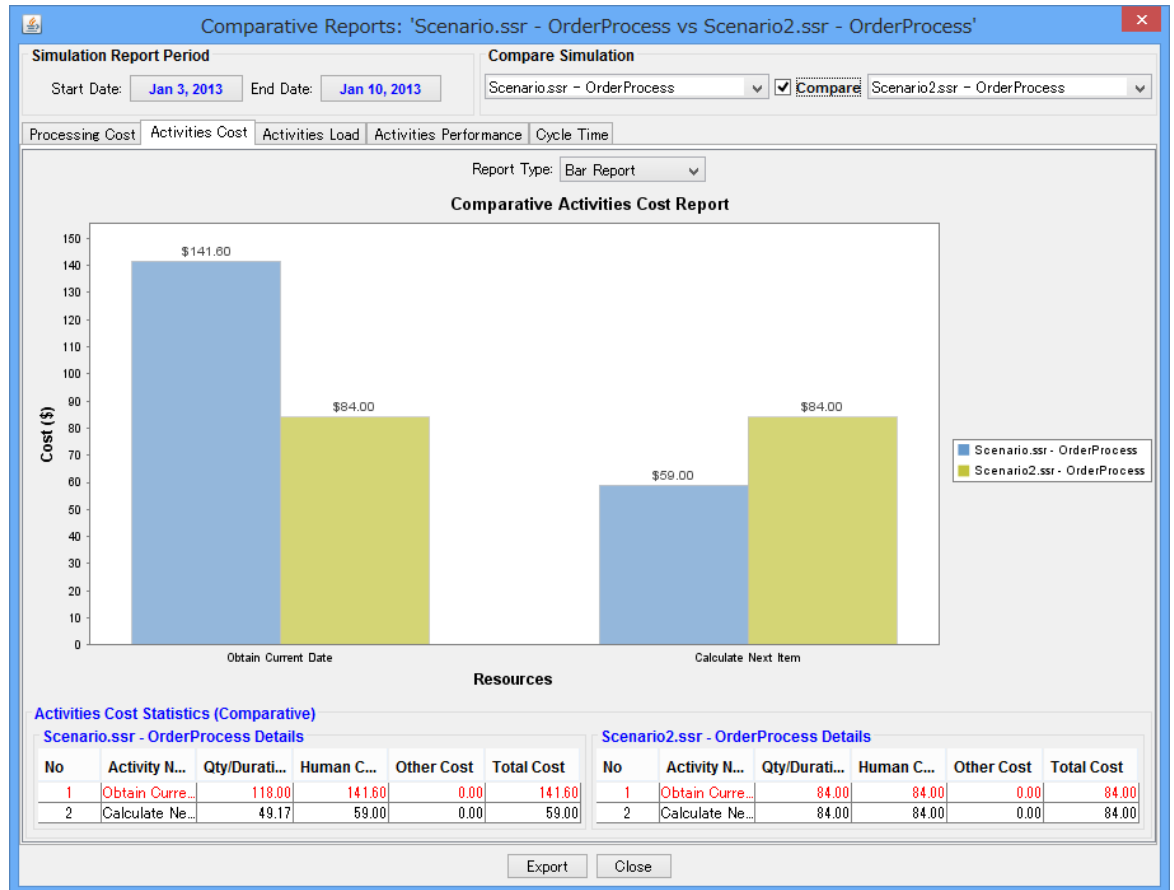 Comparative Reports: 'Scenario.ssr - OrderProcess vs Scenario2.ssr - OrderProcess'
Simulation Report Period
Start Date: Jan 3, 2013 End Date: Jan 10, 2013
Compare Simulation
Scenario.ssr - OrderProcess Compare Scenario2.ssr - OrderProcess
Processing Cost Activities Cost Activities Load Activities Performance Cycle Time
Report Type: Bar Report
Comparative Activities Cost Report
Cost ($)
150
140
130
120
110
100
90
80
70
60
50
40
30
20
10
0
$141.60
$84.00
$59.00
$84.00
Obtain Current Date
Calculate Next Item
Resources
Scenario.ssr - OrderProcess
Scenario2.ssr - OrderProcess
Activities Cost Statistics (Comparative)
Scenario.ssr - OrderProcess Details
No Activity N... Qty/Durati... Human C... Other Cost Total Cost
1 Obtain Curre... 118.00 141.60 0.00 141.60
2 Calculate Ne... 49.17 59.00 0.00 59.00
Scenario2.ssr - OrderProcess Details
No Activity N... Qty/Durati... Human C... Other Cost Total Cost
1 Obtain Curre... 84.00 84.00 0.00 84.00
2 Calculate Ne... 84.00 84.00 0.00 84.00
Export Close